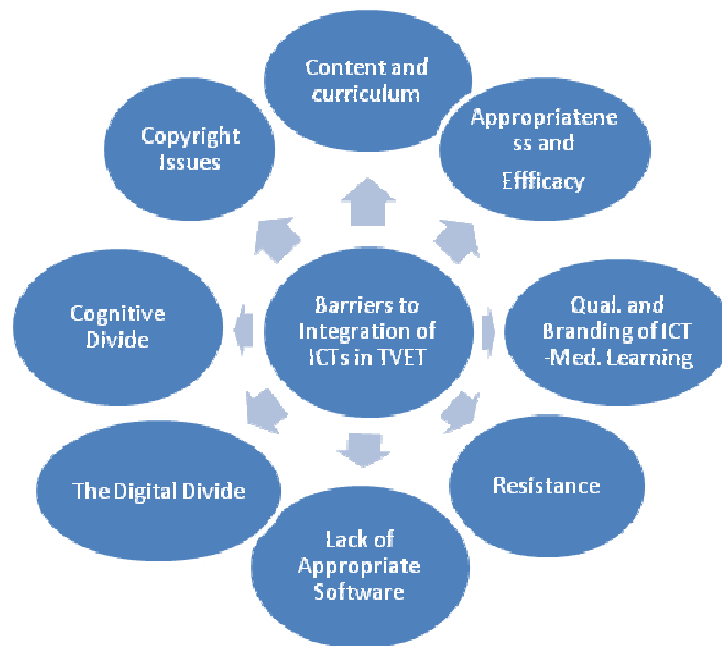 Content and
curriculum
Appropriatene
ss and
Effficacy
Qual. and
Branding of ICT
-Med. Learning
Resistance
Lack of
Appropriate
Software
The Digital Divide
Cognitive
Divide
Copyright
Issues
Barriers to
Integration of
ICTs in TVET